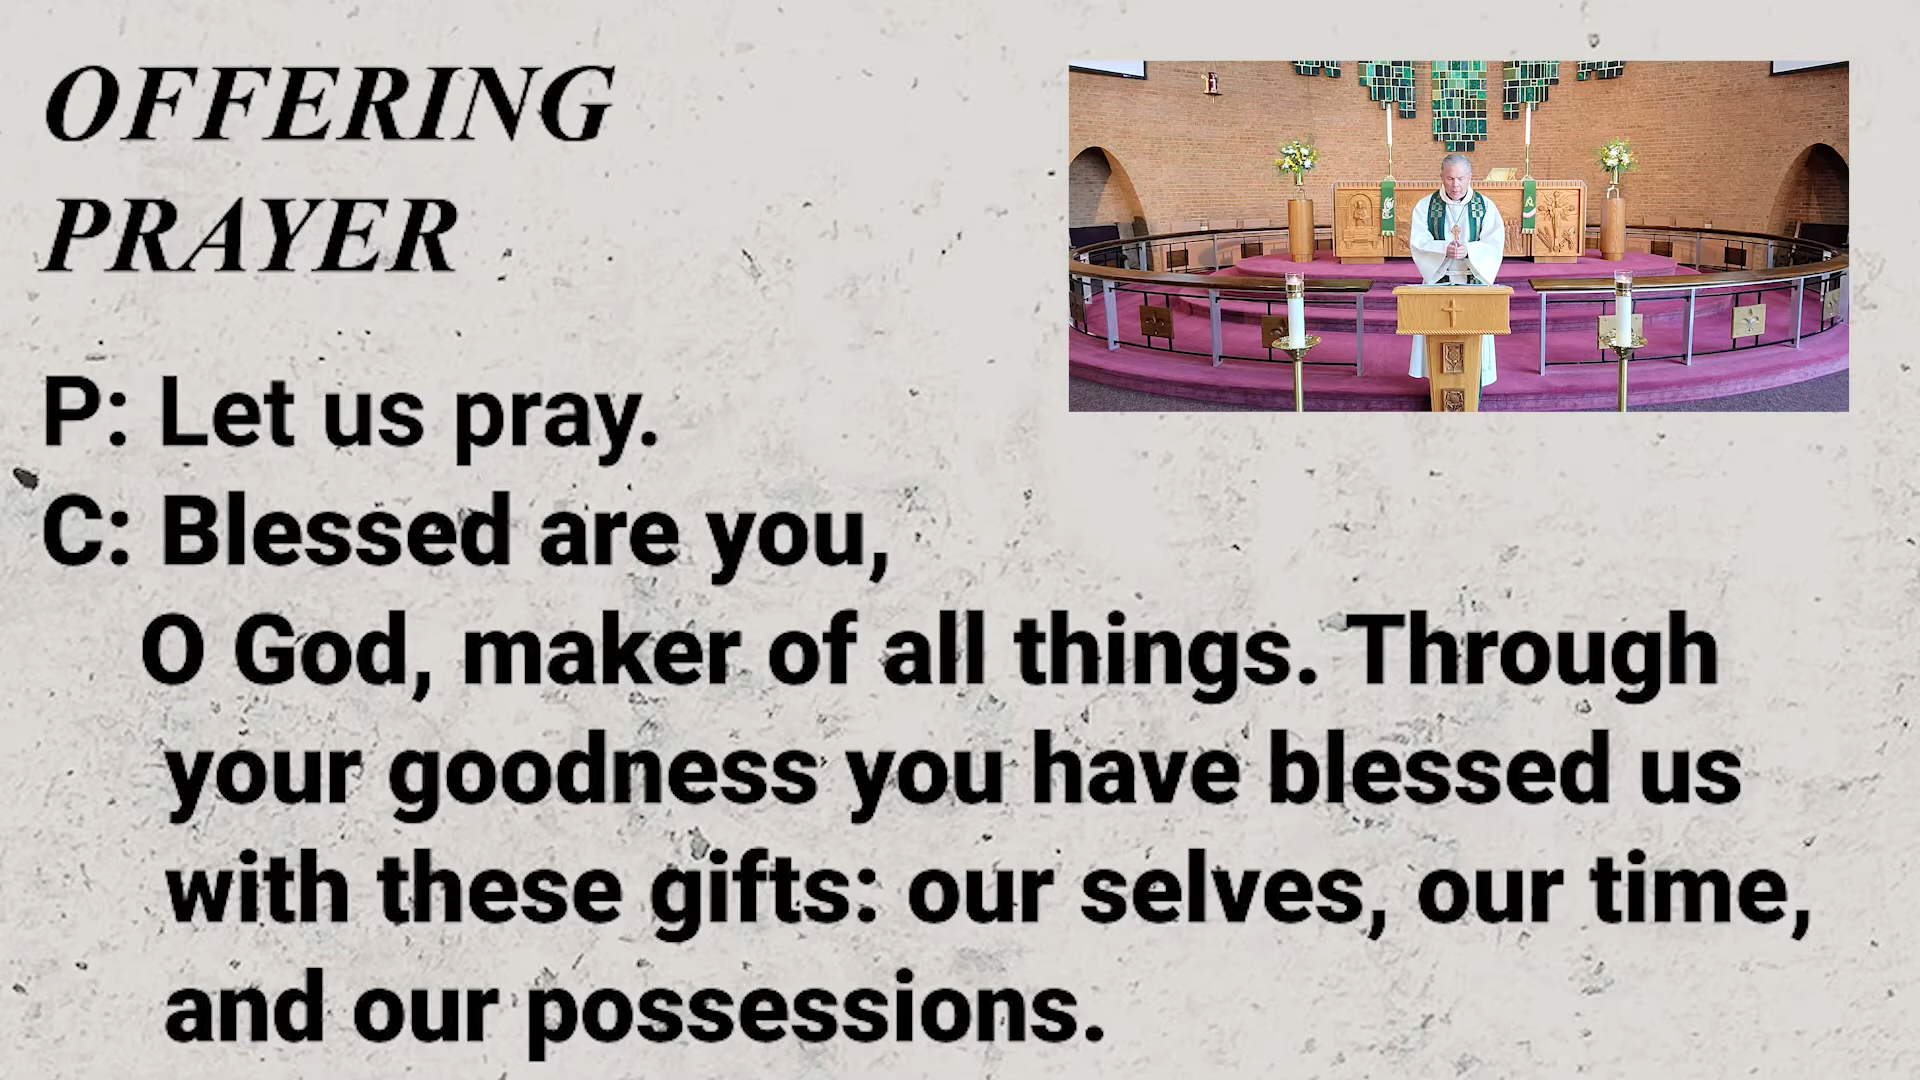 OFFERING
PRAYER
P: Let us pray.
C: Blessed are you,
O God, maker of all things. Through
your goodness you have blessed us
with these gifts: our selves, our time,
and our possessions.